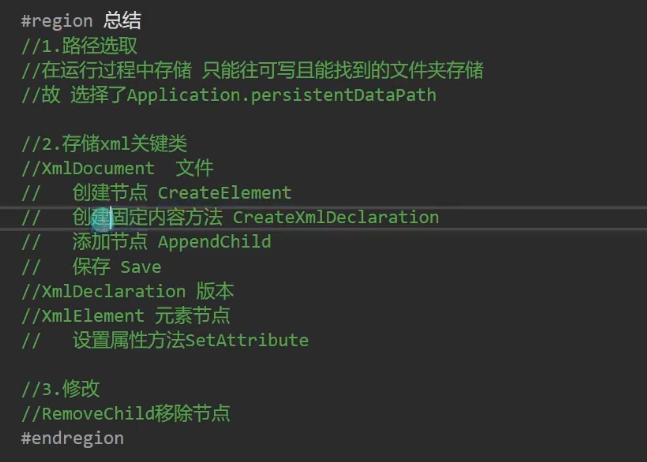 #region 总结
//1.路径选取
//在运行过程中存储 只能往可写且能找到的文件夹存储
//故 选择了Application.persistentDataPath
//2.存储xml关键类
//XmlDocument  文件
//   创建节点 CreateElement
//   创建固定内容方法 CreateXmlDeclaration
//   添加节点 AppendChild
//   保存 Save
//XmlDeclaration 版本
//XmlElement 元素节点
//   设置属性方法SetAttribute
//3.修改
//RemoveChild移除节点
#endregion